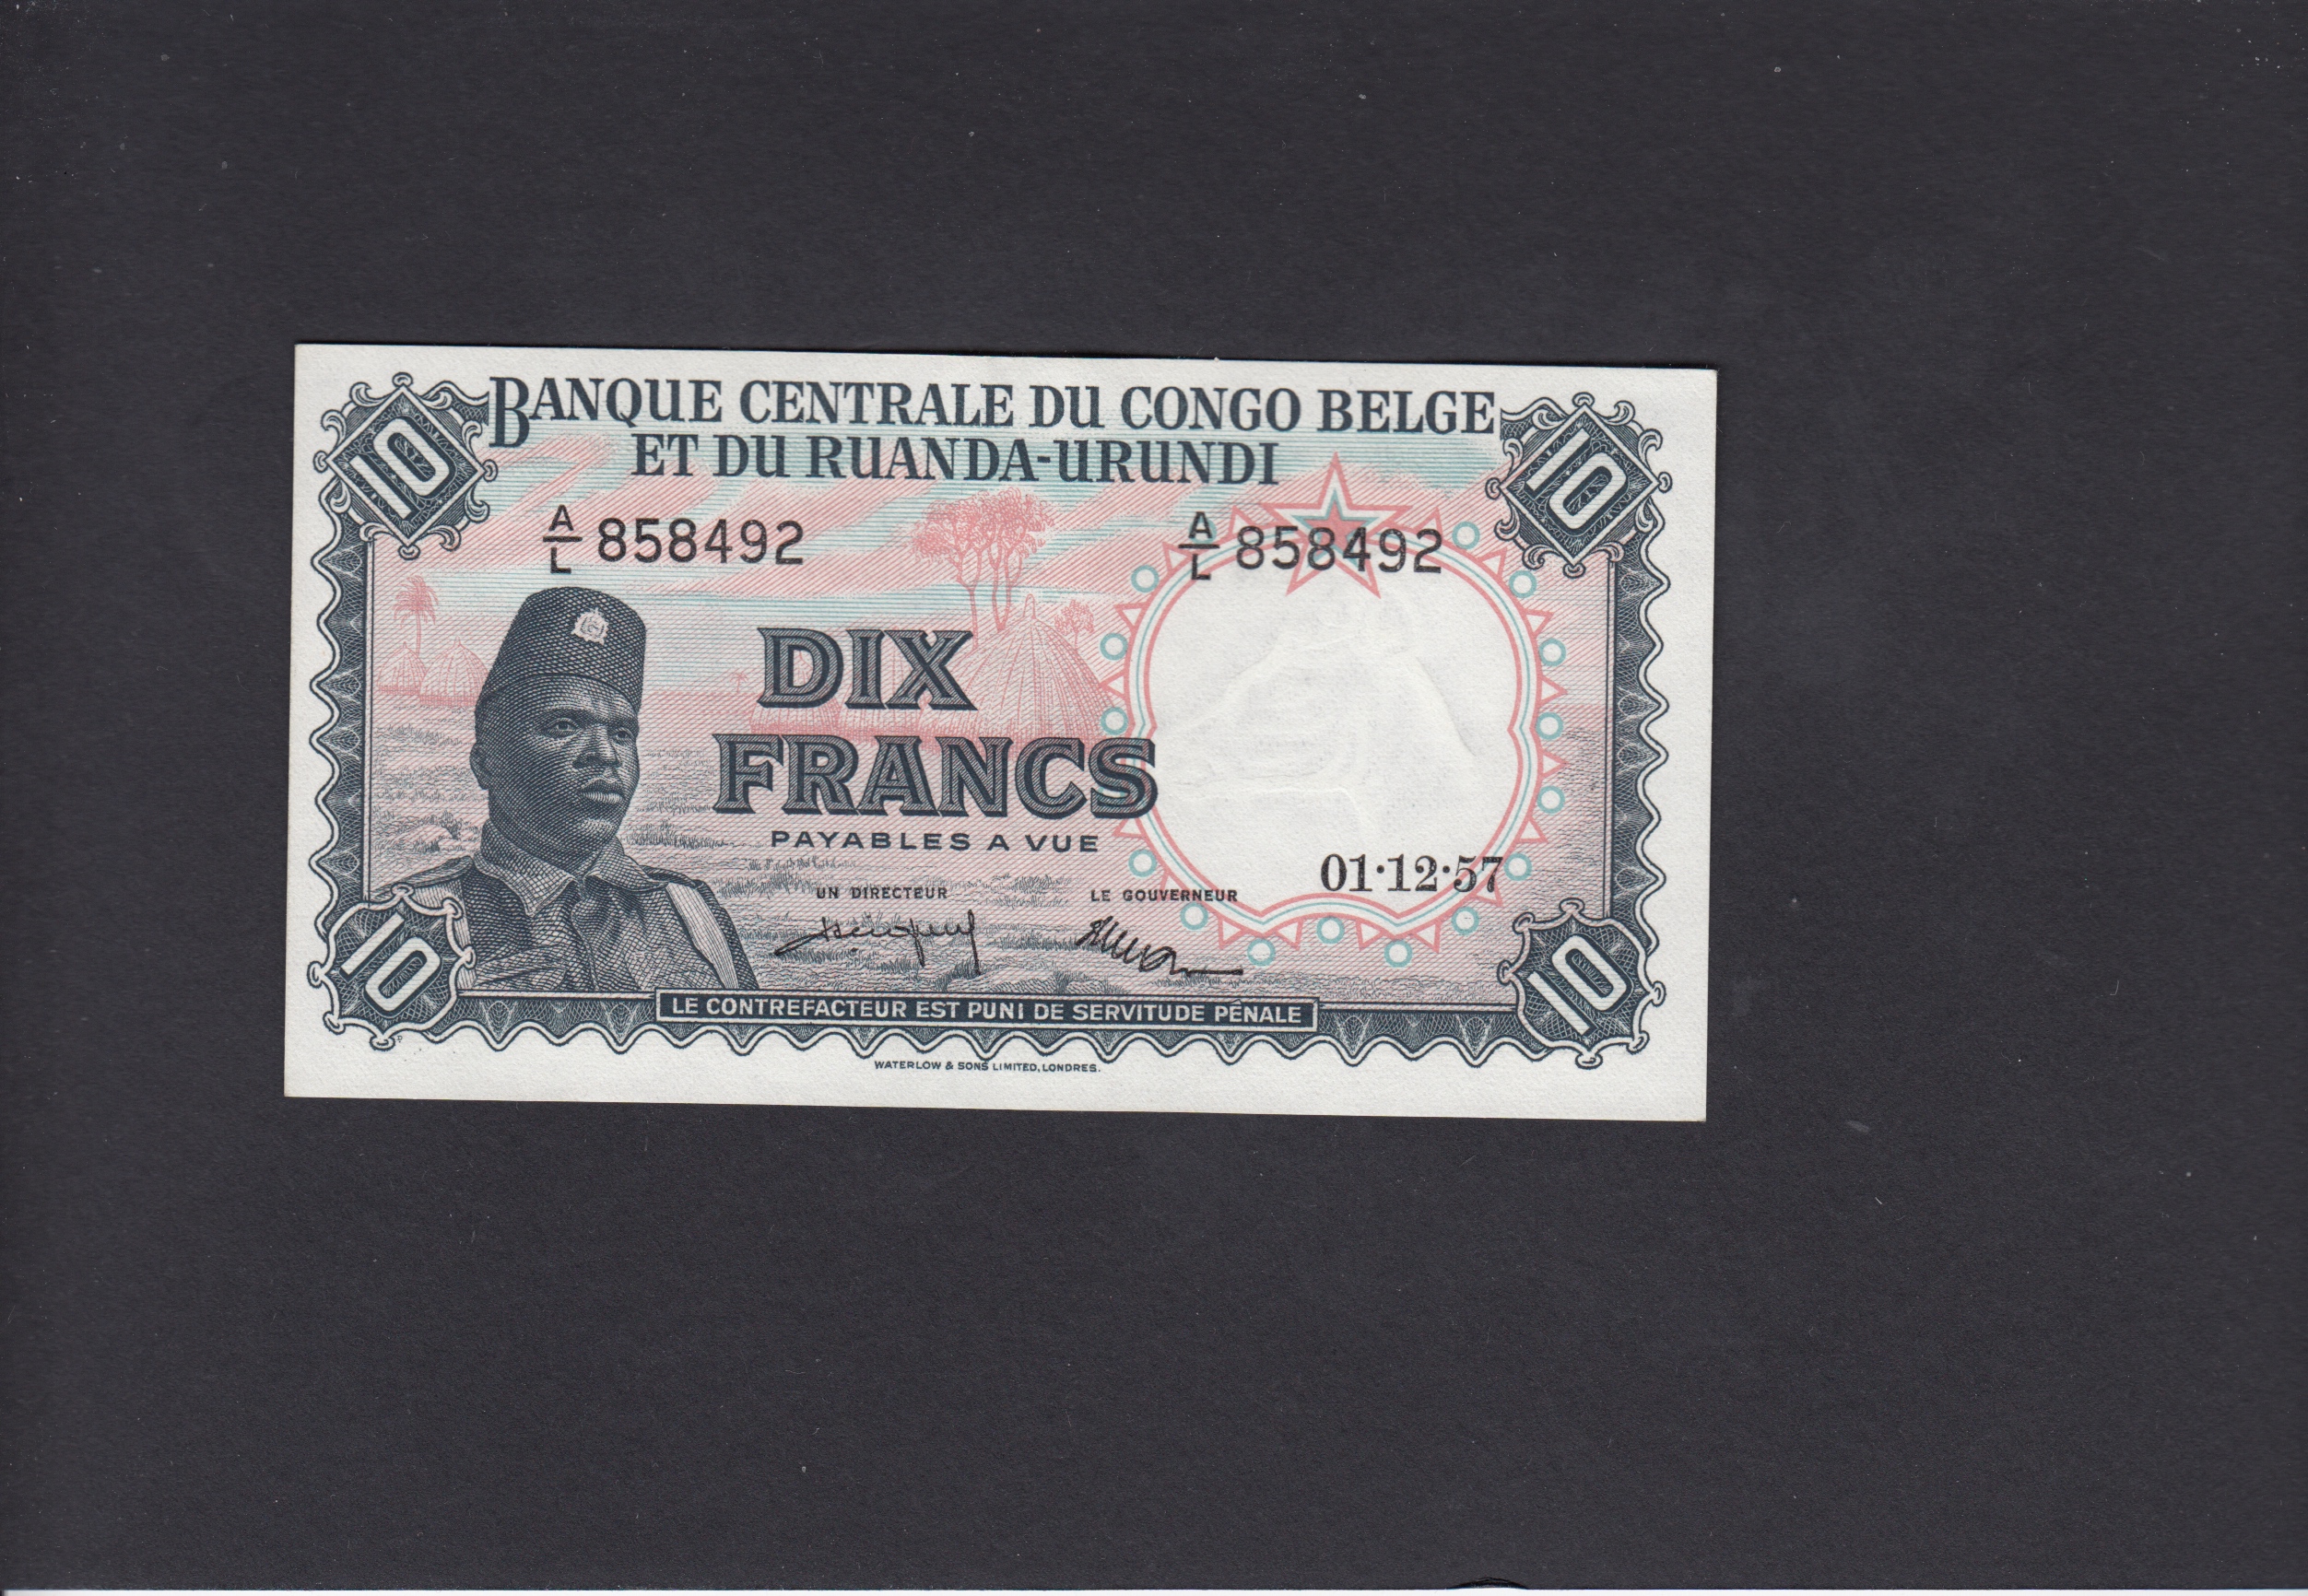 BANQUE CENTRALE DU CONGO BELGE
ET DU RUANDA-URUNDI
10
10
A/L 858492
A/L 858492
DIX
FRANCS
PAYABLES A VUE
01·12·57
UN DIRECTEUR
LE GOUVERNEUR
10
10
LE CONTREFACTEUR EST PUNI DE SERVITUDE PÉNALE
WATERLOW & SONS LIMITED, LONDRES.